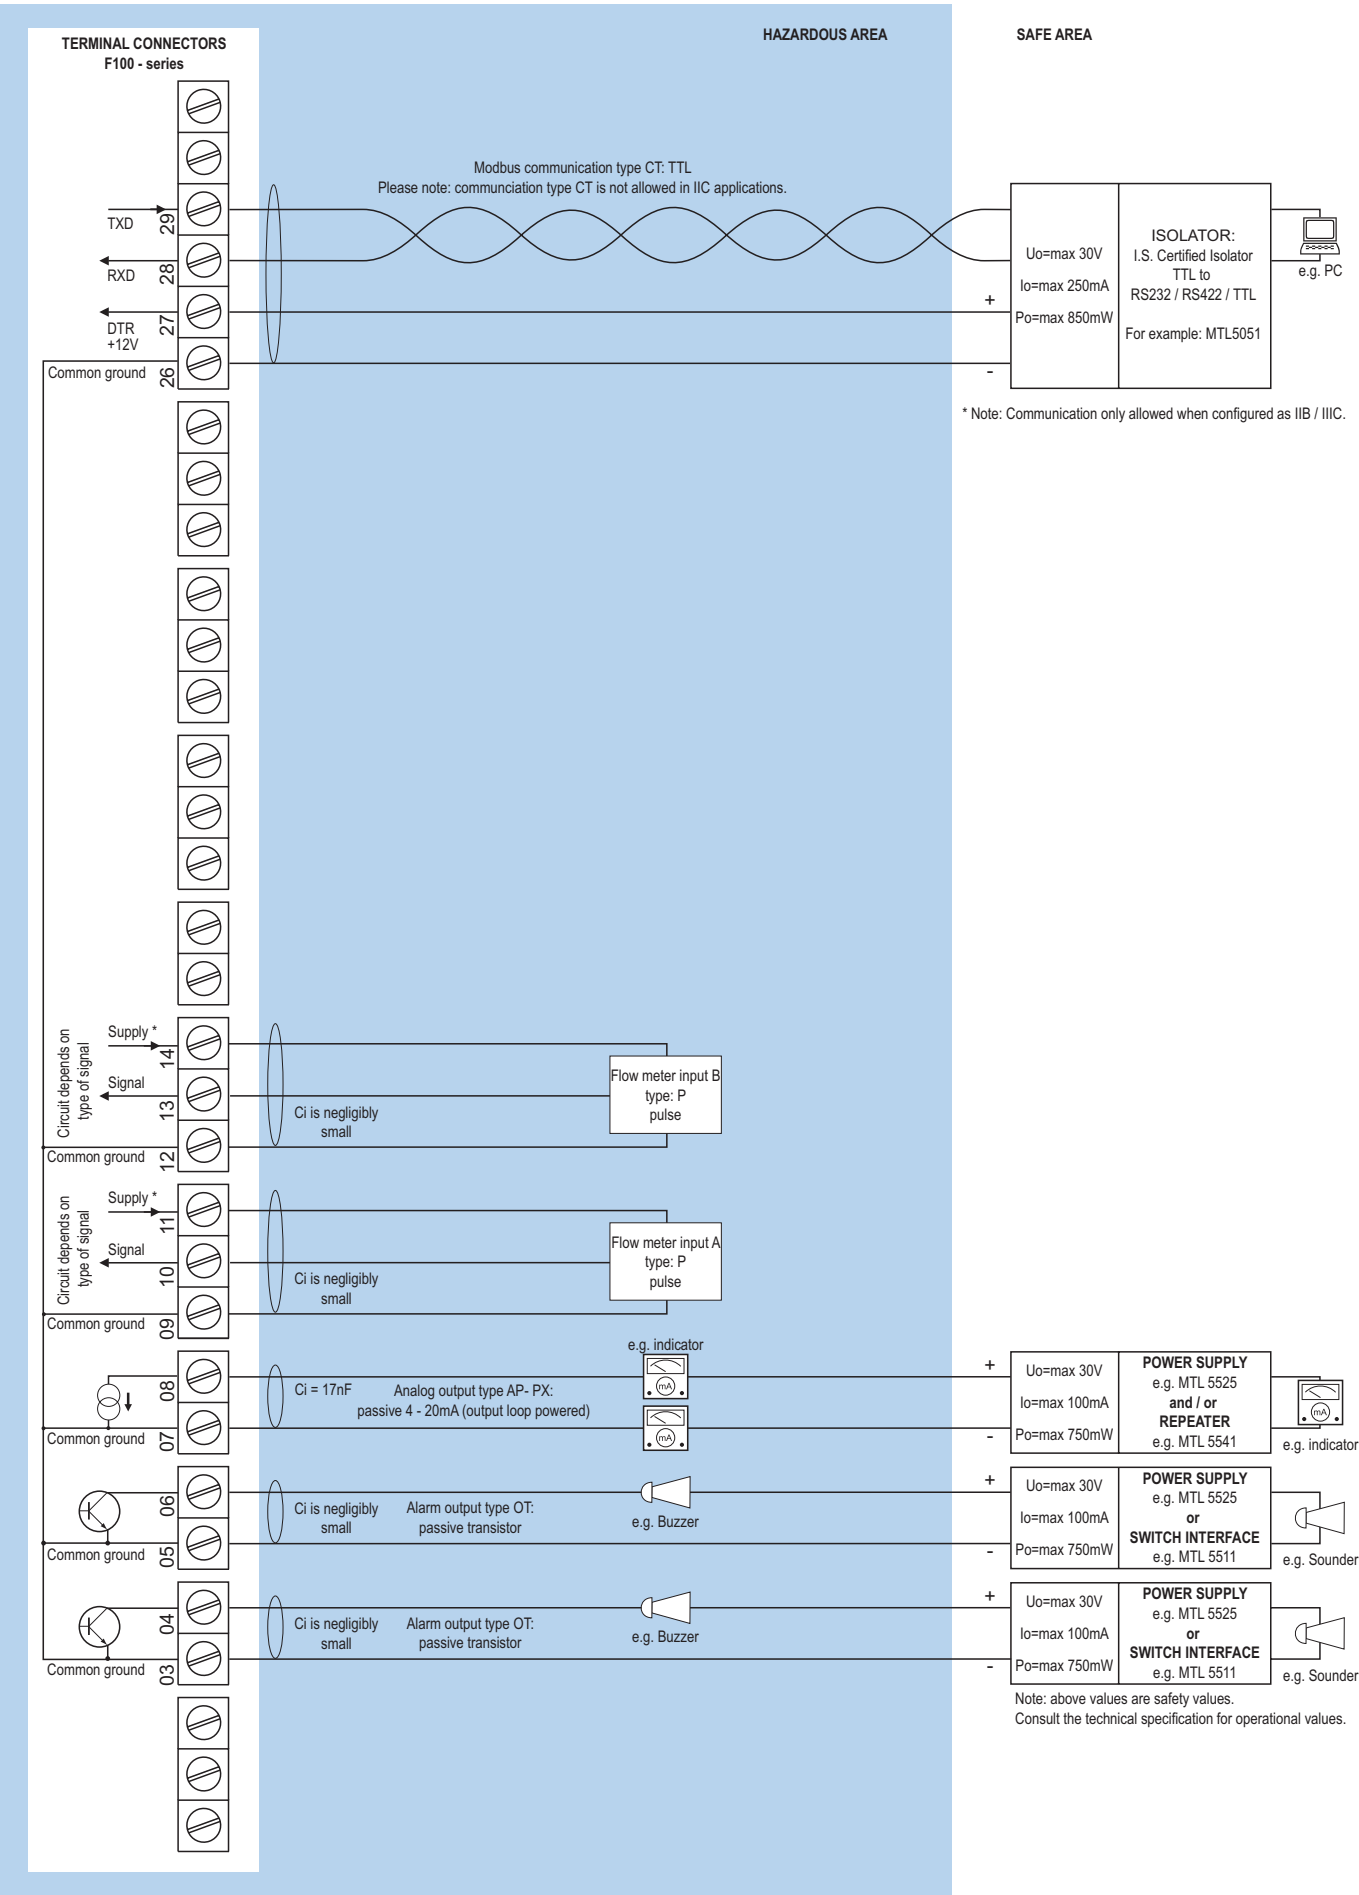 TERMINAL CONNECTORS
F100 - series
HAZARDOUS AREA
SAFE AREA
Modbus communication type CT: TTL
Please note: communciation type CT is not allowed in IIC applications.
TXD
29
RXD
28
DTR
+12V
27
Common ground
26
+
-
Uo=max 30V
Io=max 250mA
Po=max 850mW
ISOLATOR:
I.S. Certified Isolator
TTL to
RS232 / RS422 / TTL
For example: MTL5051
e.g. PC
* Note: Communication only allowed when configured as IIB / IIIC.
Circuit depends on
type of signal
Supply *
14
Signal
13
Common ground
12
Ci is negligibly
small
Flow meter input B
type: P
pulse
Circuit depends on
type of signal
Supply *
11
Signal
10
Common ground
09
Ci is negligibly
small
Flow meter input A
type: P
pulse
e.g. indicator
08
Common ground
07
Ci = 17nF
Analog output type AP- PX:
passive 4 - 20mA (output loop powered)
mA
mA
+
-
Uo=max 30V
Io=max 100mA
Po=max 750mW
POWER SUPPLY
e.g. MTL 5525
and / or
REPEATER
e.g. MTL 5541
mA
e.g. indicator
06
Common ground
05
Ci is negligibly
small
Alarm output type OT:
passive transistor
e.g. Buzzer
+
-
Uo=max 30V
Io=max 100mA
Po=max 750mW
POWER SUPPLY
e.g. MTL 5525
or
SWITCH INTERFACE
e.g. MTL 5511
e.g. Sounder
04
Common ground
03
Ci is negligibly
small
Alarm output type OT:
passive transistor
e.g. Buzzer
+
-
Uo=max 30V
Io=max 100mA
Po=max 750mW
POWER SUPPLY
e.g. MTL 5525
or
SWITCH INTERFACE
e.g. MTL 5511
e.g. Sounder
Note: above values are safety values.
Consult the technical specification for operational values.